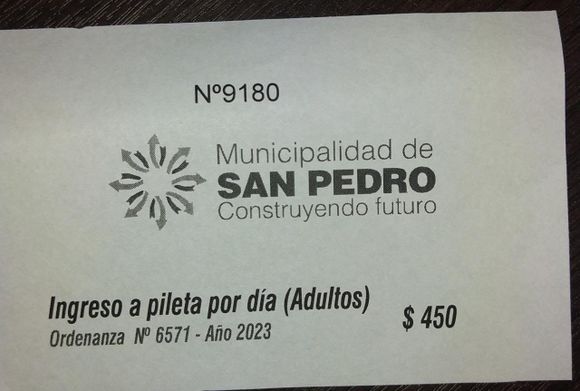 Nº9180
Municipalidad de
SAN PEDRO
Construyendo futuro
Ingreso a pileta por día (Adultos)
$ 450
Ordenanza Nº 6571 - Año 2023